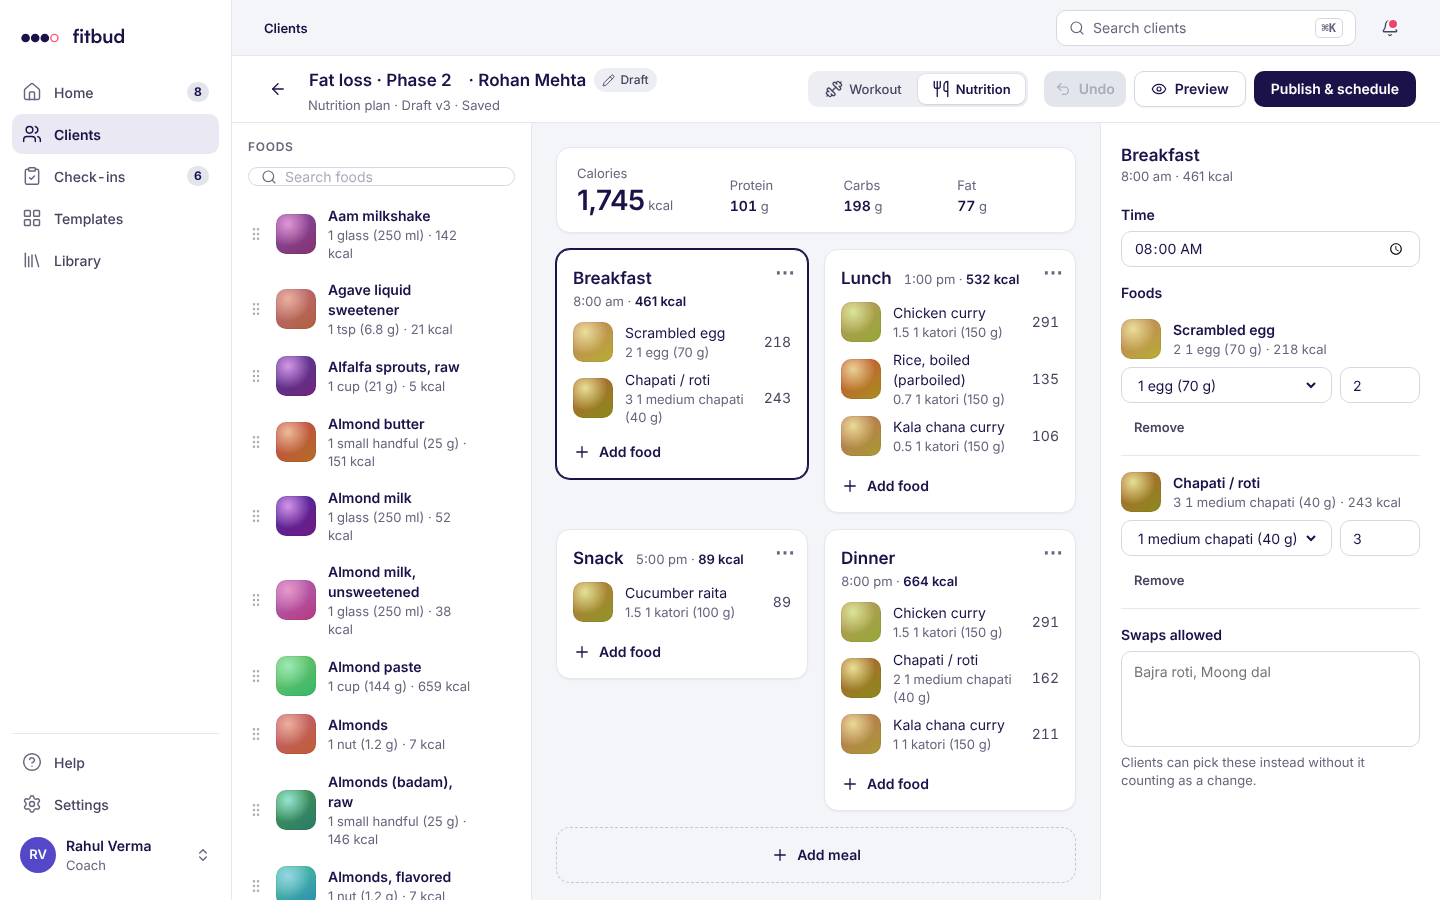 fitbud
Home 8
Clients
Check-ins 6
Templates
Library
Help
Settings
RV
Rahul Verma
Coach
Clients
Search clients
⌘K
Fat loss · Phase 2 · Rohan Mehta
Draft
Nutrition plan · Draft v3 · Saved
Workout
Nutrition
Undo
Preview
Publish & schedule
FOODS
Search foods
Aam milkshake
1 glass (250 ml) · 142
kcal
Agave liquid
sweetener
1 tsp (6.8 g) · 21 kcal
Alfalfa sprouts, raw
1 cup (21 g) · 5 kcal
Almond butter
1 small handful (25 g) ·
151 kcal
Almond milk
1 glass (250 ml) · 52
kcal
Almond milk,
unsweetened
1 glass (250 ml) · 38
kcal
Almond paste
1 cup (144 g) · 659 kcal
Almonds
1 nut (1.2 g) · 7 kcal
Almonds (badam),
raw
1 small handful (25 g) ·
146 kcal
Almonds, flavored
1 nut (1.2 g) · 7 kcal
Calories
1,745 kcal
Protein
101 g
Carbs
198 g
Fat
77 g
Breakfast
8:00 am · 461 kcal
Scrambled egg
2 1 egg (70 g)
218
Chapati / roti
3 1 medium chapati
(40 g)
243
Add food
Lunch 1:00 pm · 532 kcal
Chicken curry
1.5 1 katori (150 g)
291
Rice, boiled
(parboiled)
0.7 1 katori (150 g)
135
Kala chana curry
0.5 1 katori (150 g)
106
Add food
Snack 5:00 pm · 89 kcal
Cucumber raita
1.5 1 katori (100 g)
89
Add food
Dinner
8:00 pm · 664 kcal
Chicken curry
1.5 1 katori (150 g)
291
Chapati / roti
2 1 medium chapati
(40 g)
162
Kala chana curry
1 1 katori (150 g)
211
Add food
Add meal
Breakfast
8:00 am · 461 kcal
Time
08:00 AM
Foods
Scrambled egg
2 1 egg (70 g) · 218 kcal
1 egg (70 g)
2
Remove
Chapati / roti
3 1 medium chapati (40 g) · 243 kcal
1 medium chapati (40 g)
3
Remove
Swaps allowed
Bajra roti, Moong dal
Clients can pick these instead without it
counting as a change.